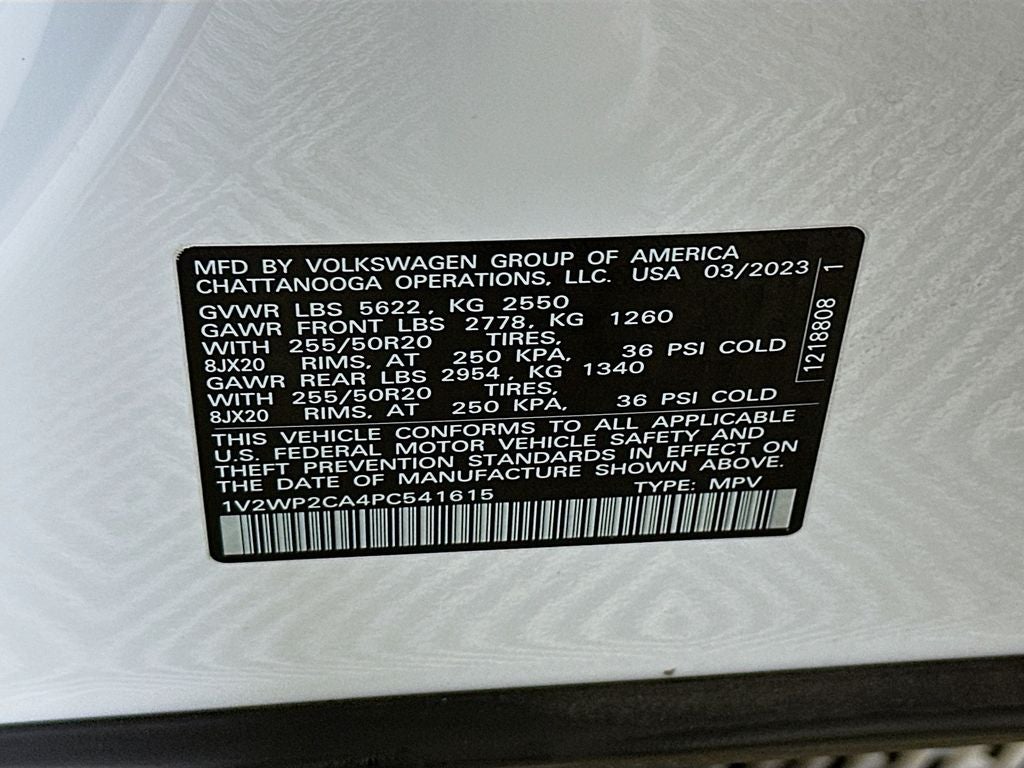 MFD BY VOLKSWAGEN GROUP OF AMERICA
CHATTANOOGA OPERATIONS, LLC. USA 03/2023
GVWR LBS 5622, KG 2550
GAWR FRONT LBS 2778, KG 1260
WITH 255/50R20 TIRES,
8JX20 RIMS, AT 250 KPA, 36 PSI COLD
GAWR REAR LBS 2954, KG 1340
WITH 255/50R20 TIRES,
8JX20 RIMS, AT 250 KPA, 36 PSI COLD
THIS VEHICLE CONFORMS TO ALL APPLICABLE
U.S. FEDERAL MOTOR VEHICLE SAFETY AND
THEFT PREVENTION STANDARDS IN EFFECT ON
THE DATE OF MANUFACTURE SHOWN ABOVE.
1V2WP2CA4PC541615 TYPE: MPV
1218808 1